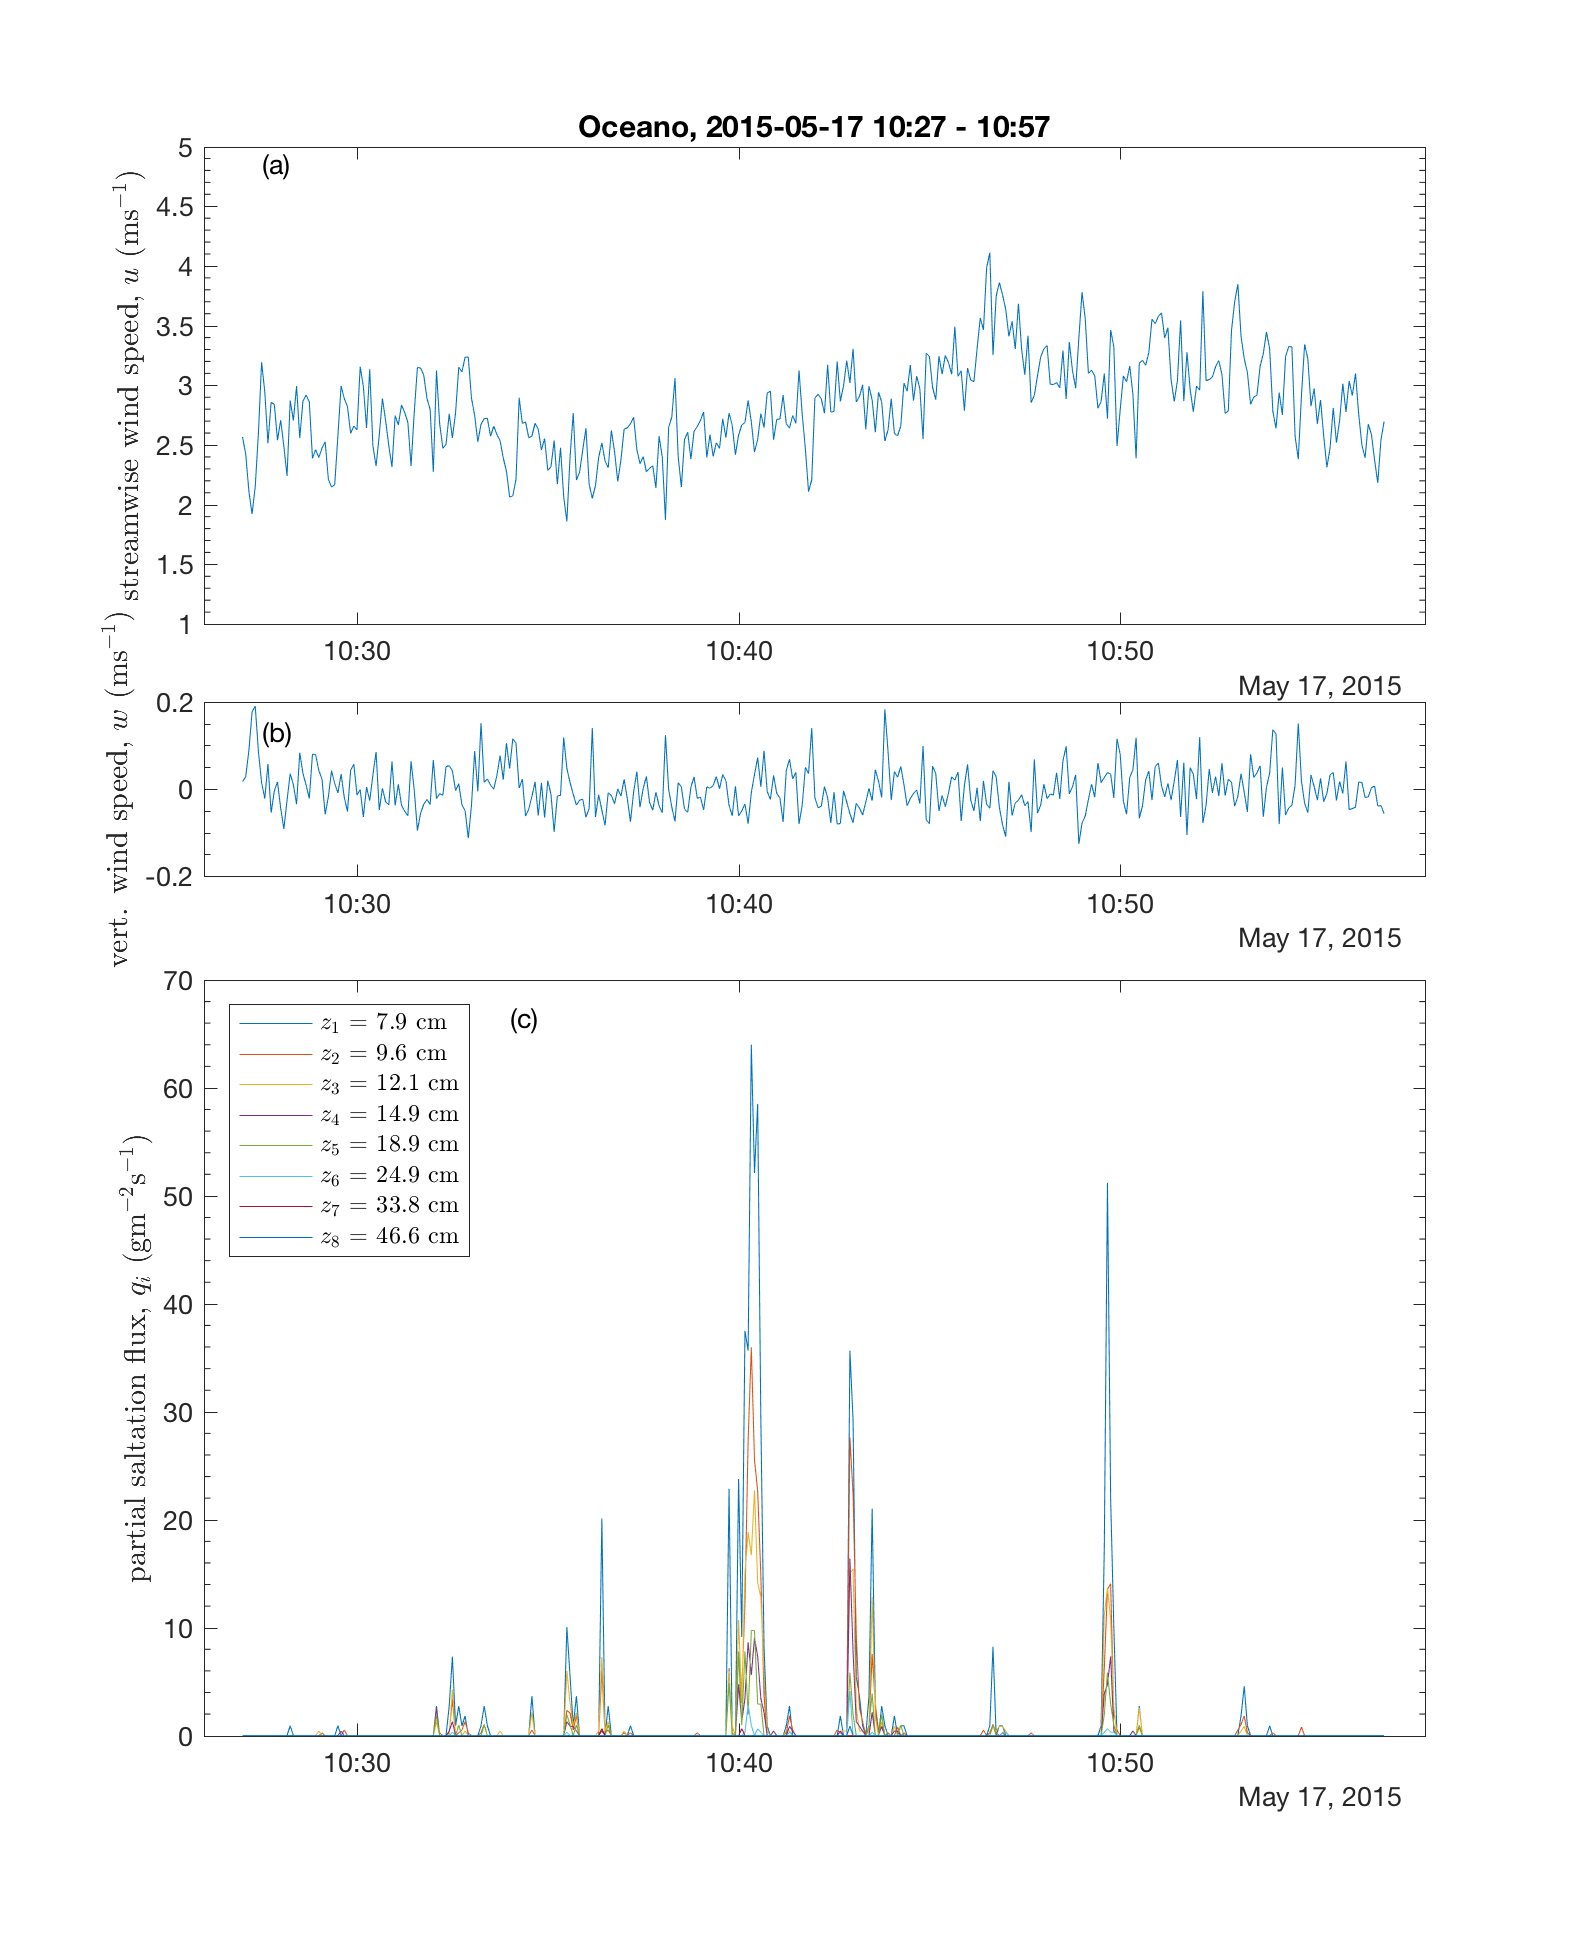 Oceano, 2015-05-17 10:27 - 10:57
(a)
streamwise wind speed, u (ms⁻¹)
5
4.5
4
3.5
3
2.5
2
1.5
1
10:30 10:40 10:50
May 17, 2015
(b)
vert. wind speed, w (ms⁻¹)
0.2
0
-0.2
10:30 10:40 10:50
May 17, 2015
(c)
partial saltation flux, qᵢ (gm⁻²s⁻¹)
70
60
50
40
30
20
10
0
z₁ = 7.9 cm
z₂ = 9.6 cm
z₃ = 12.1 cm
z₄ = 14.9 cm
z₅ = 18.9 cm
z₆ = 24.9 cm
z₇ = 33.8 cm
z₈ = 46.6 cm
10:30 10:40 10:50
May 17, 2015